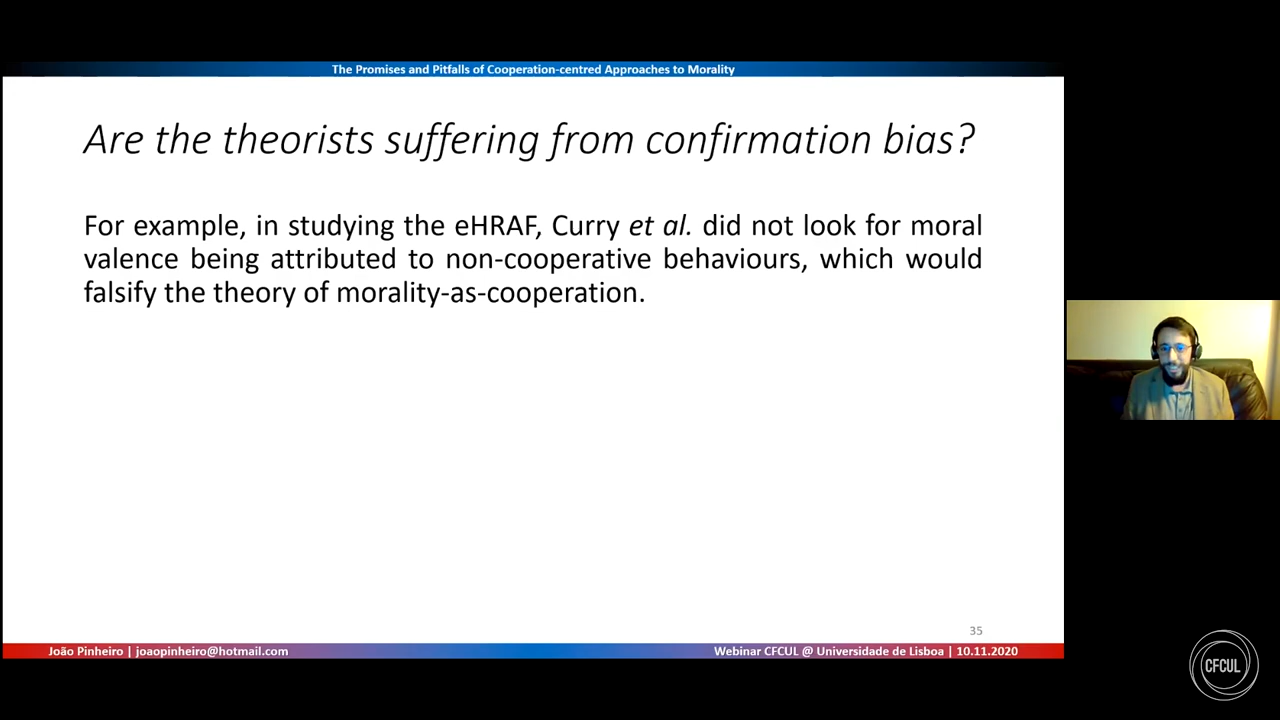 The Promises and Pitfalls of Cooperation-centred Approaches to Morality
Are the theorists suffering from confirmation bias?
For example, in studying the eHRAF, Curry et al. did not look for moral
valence being attributed to non-cooperative behaviours, which would
falsify the theory of morality-as-cooperation.
35
João Pinheiro | joaopinheiro@hotmail.com
Webinar CFCUL @ Universidade de Lisboa | 10.11.2020
CFCUL